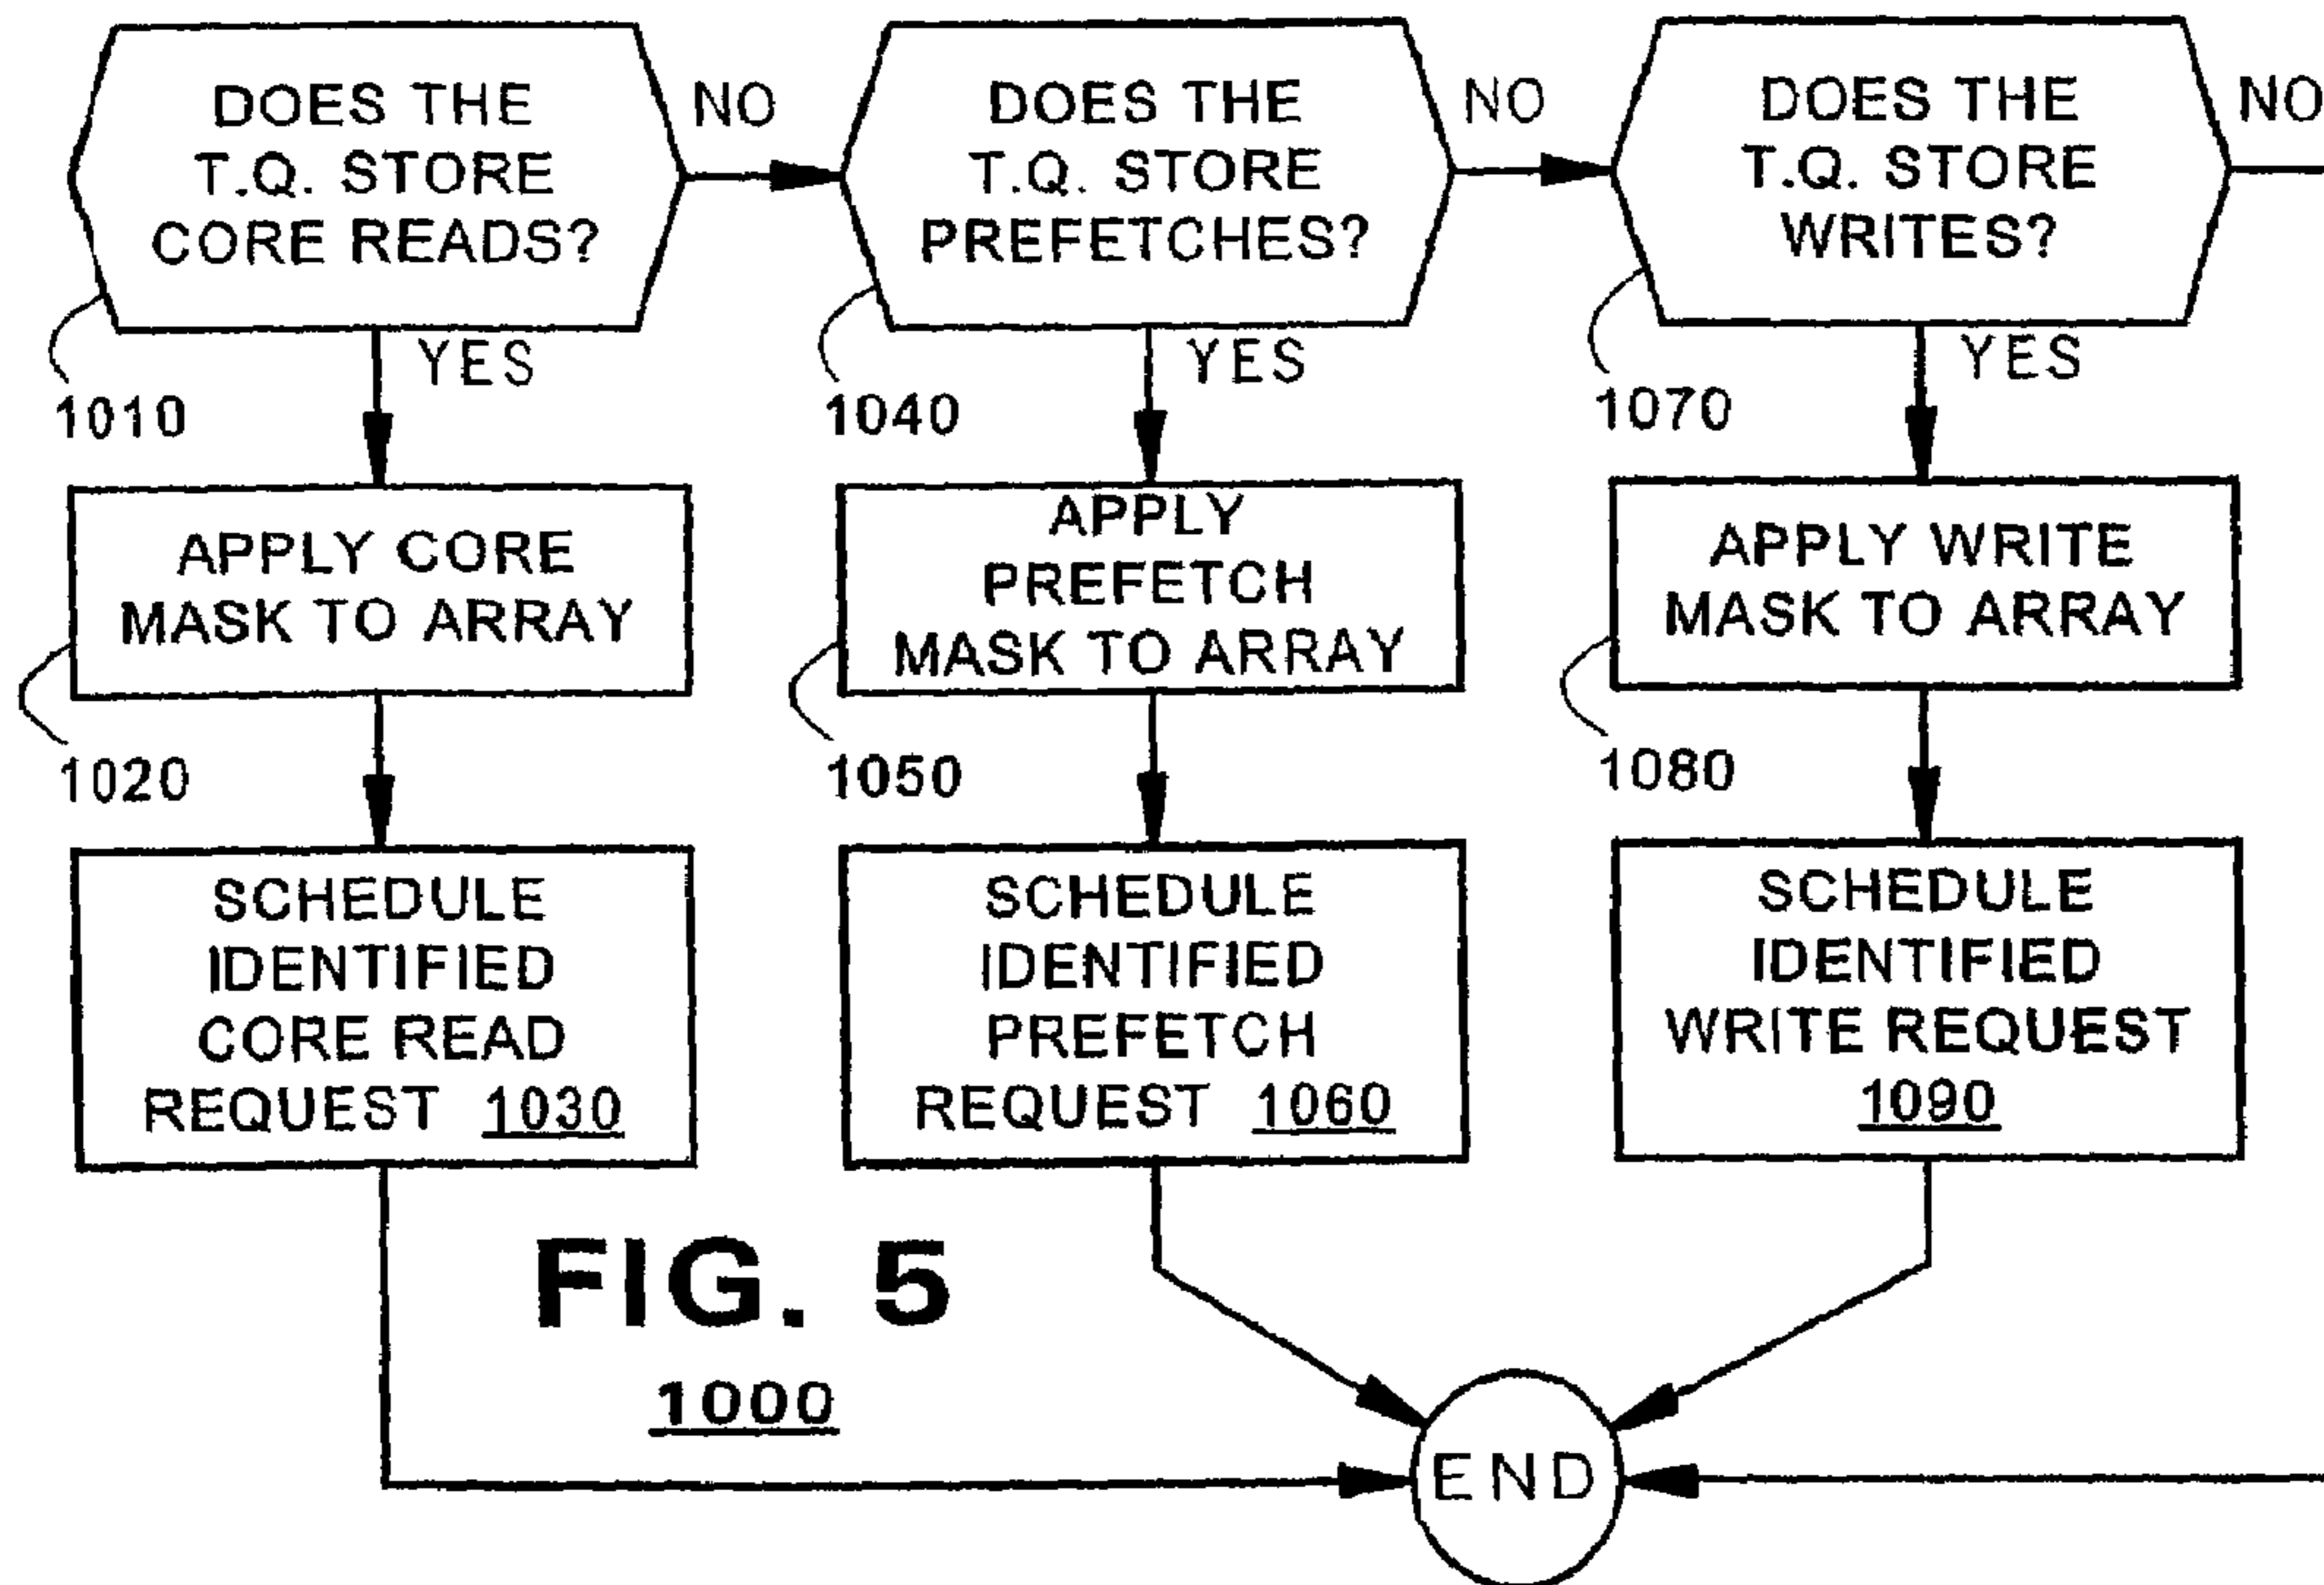 DOES THE
T.Q. STORE
CORE READS?
NO
1010
YES
DOES THE
T.Q. STORE
PREFETCHES?
NO
1040
YES
DOES THE
T.Q. STORE
WRITES?
NO
1070
YES
APPLY CORE
MASK TO ARRAY
1020
APPLY
PREFETCH
MASK TO ARRAY
1050
APPLY WRITE
MASK TO ARRAY
1080
SCHEDULE
IDENTIFIED
CORE READ
REQUEST 1030
SCHEDULE
IDENTIFIED
PREFETCH
REQUEST 1060
SCHEDULE
IDENTIFIED
WRITE REQUEST
1090
FIG. 5
1000
END